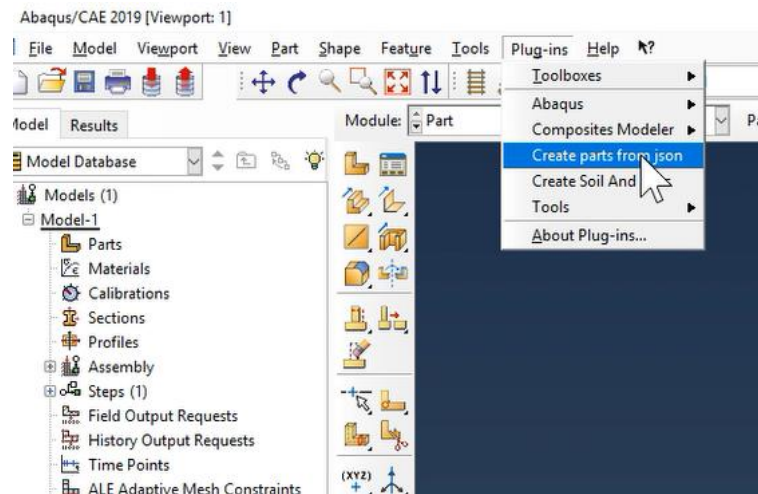 Abaqus/CAE 2019 [Viewport: 1]
File Model Viewport View Part Shape Feature Tools Plug-ins Help
Toolboxes
Abaqus
Composites Modeler
Create parts from json
Create Soil And
Tools
About Plug-ins...
Model Results
Module: Part
Model Database
Models (1)
Model-1
Parts
Materials
Calibrations
Sections
Profiles
Assembly
Steps (1)
Field Output Requests
History Output Requests
Time Points
ALE Adaptive Mesh Constraints
(XYZ)